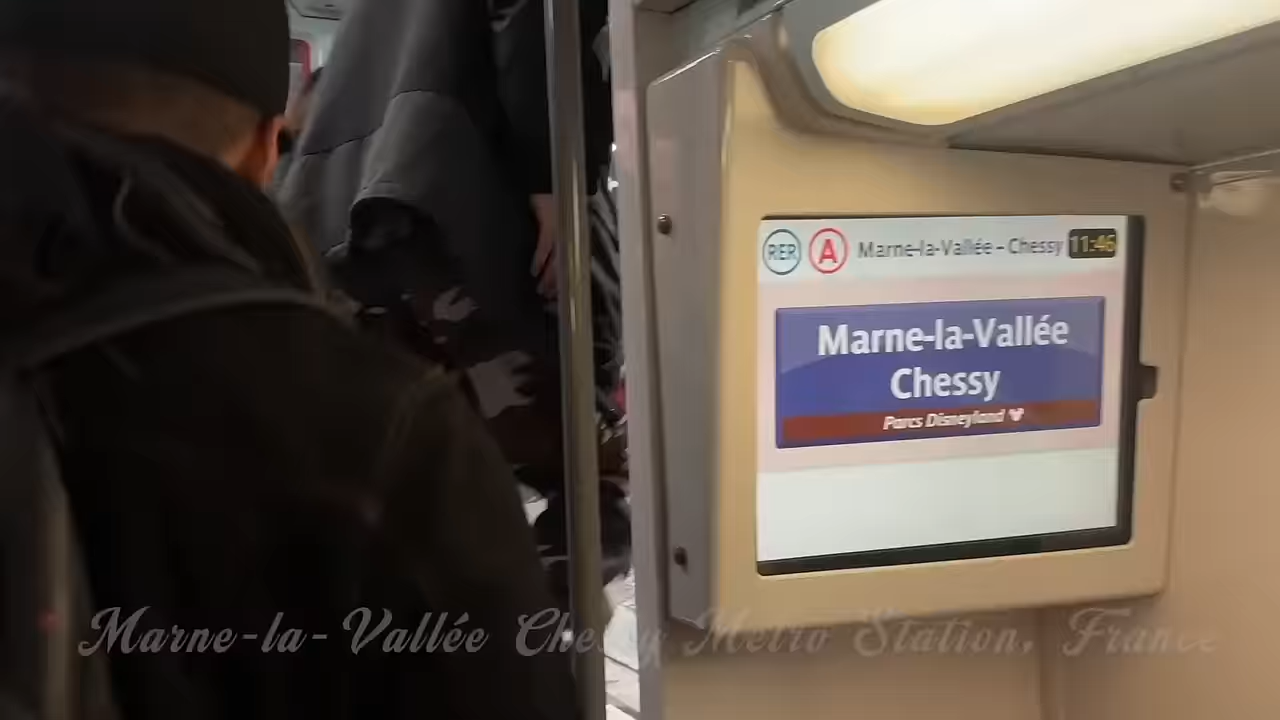 RER A Marne-la-Vallée – Chessy 11:46
Marne-la-Vallée
Chessy
Parcs Disneyland
Marne-la-Vallée Chessy Metro Station, France